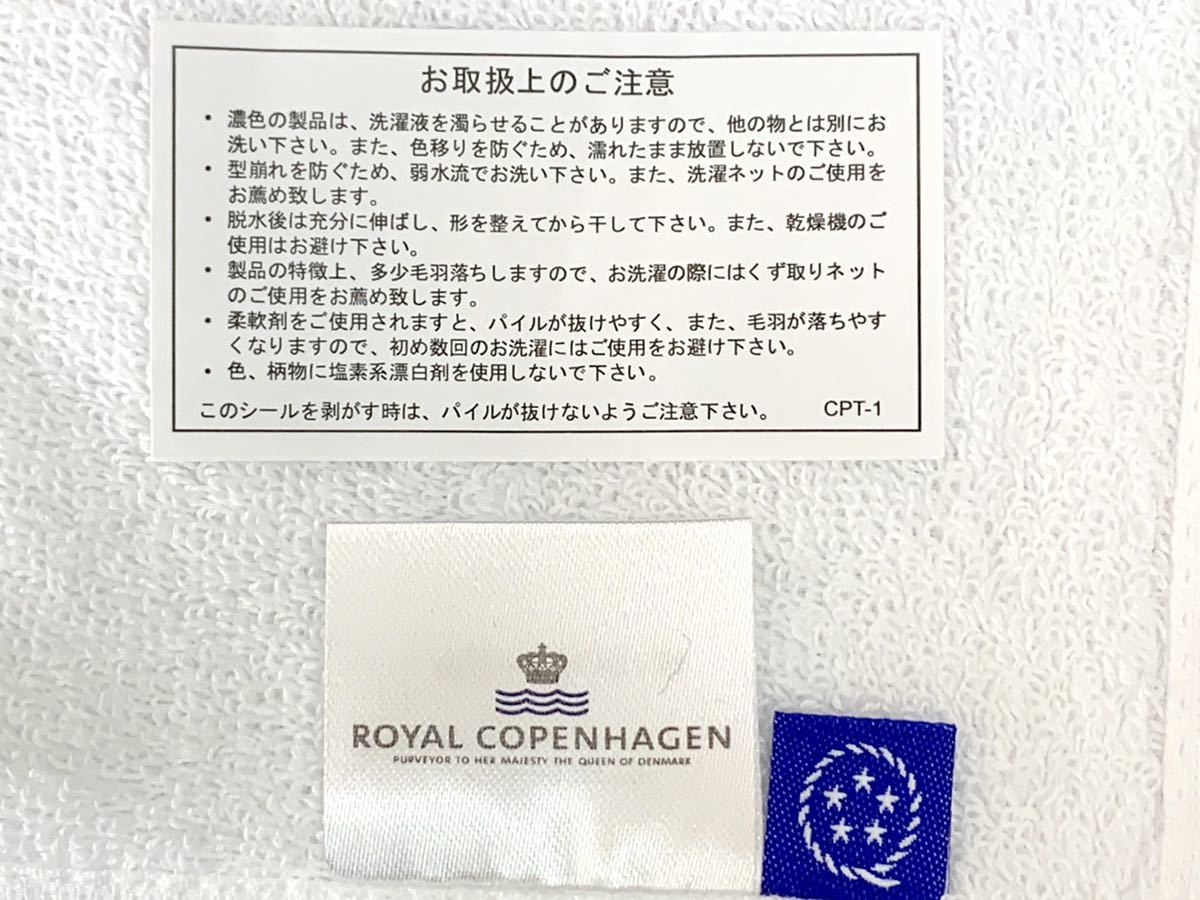 お取扱上のご注意
・ 濃色の製品は、洗濯液を濁らせることがありますので、他の物とは別にお
洗い下さい。また、色移りを防ぐため、濡れたまま放置しないで下さい。
・ 型崩れを防ぐため、弱水流でお洗い下さい。また、洗濯ネットのご使用を
お薦め致します。
・ 脱水後は充分に伸ばし、形を整えてから干して下さい。また、乾燥機のご
使用はお避け下さい。
・ 製品の特徴上、多少毛羽落ちしますので、お洗濯の際にはくず取りネット
のご使用をお薦め致します。
・ 柔軟剤をご使用されますと、パイルが抜けやすく、また、毛羽が落ちやす
くなりますので、初め数回のお洗濯にはご使用をお避け下さい。
・ 色、柄物に塩素系漂白剤を使用しないで下さい。
このシールを剥がす時は、パイルが抜けないようご注意下さい。 CPT-1
ROYAL COPENHAGEN
PURVEYOR TO HER MAJESTY THE QUEEN OF DENMARK